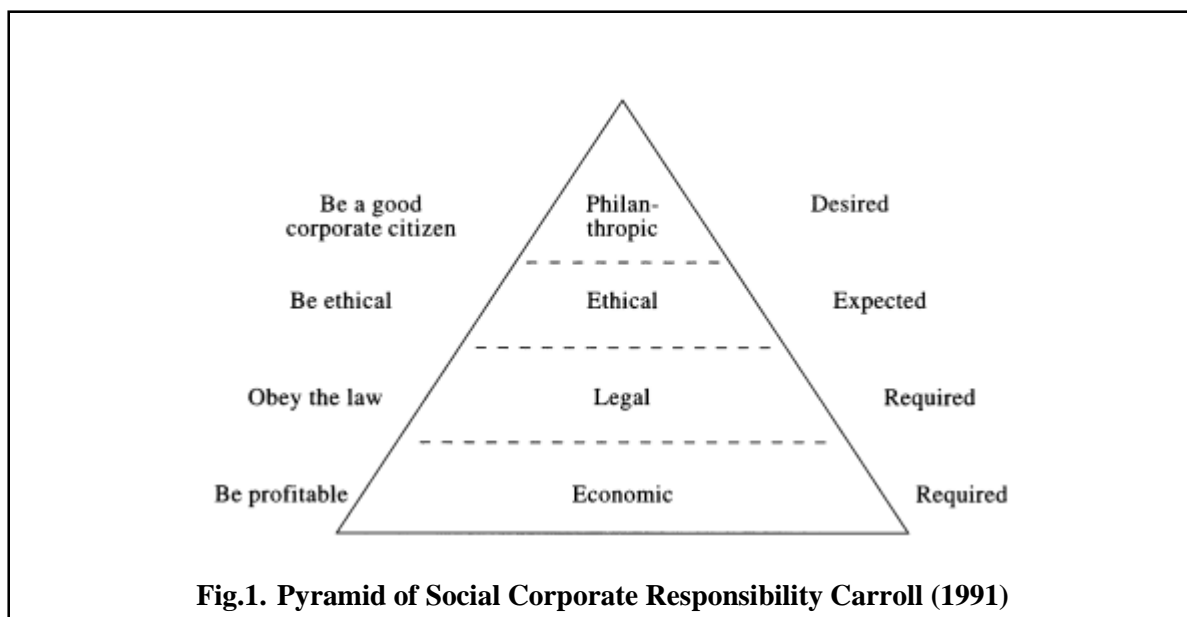 Be a good
corporate citizen
Philan-
thropic
Desired
Be ethical
Ethical
Expected
Obey the law
Legal
Required
Be profitable
Economic
Required
Fig.1. Pyramid of Social Corporate Responsibility Carroll (1991)